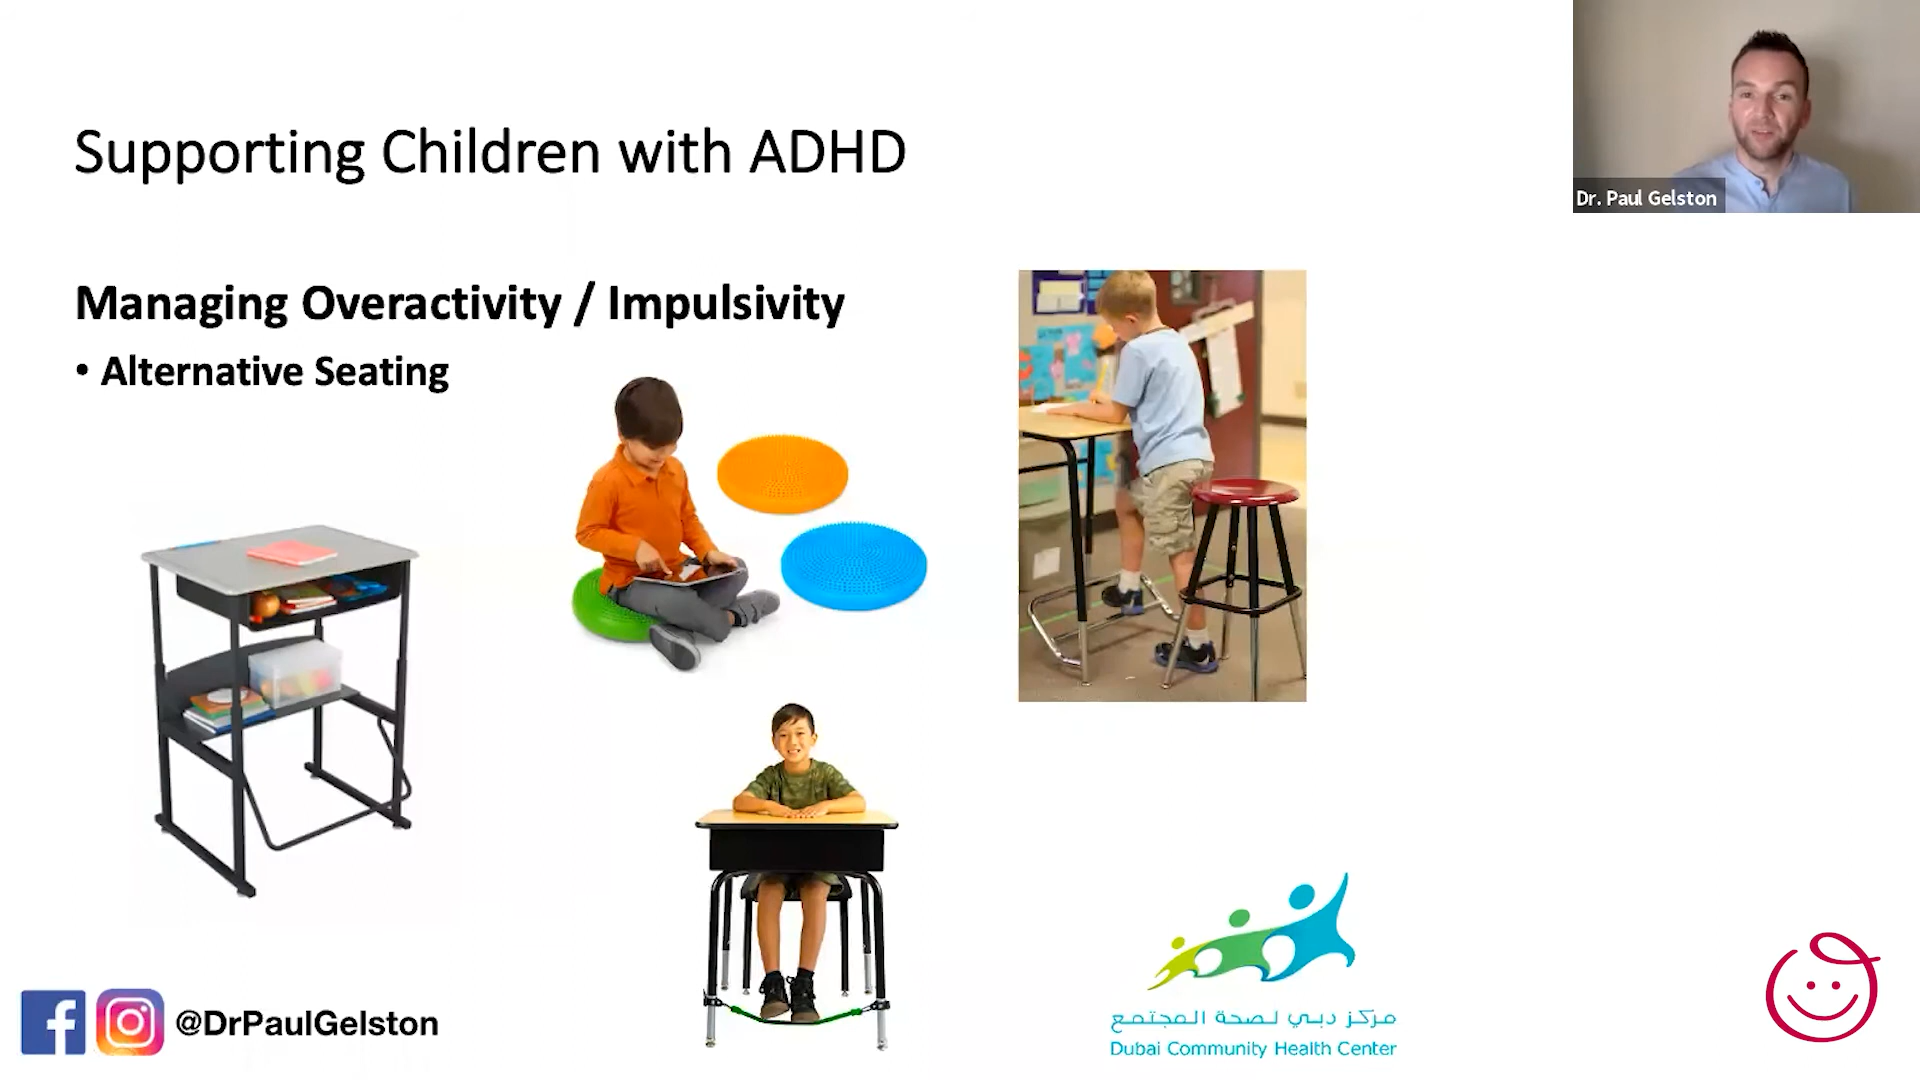 Supporting Children with ADHD
Dr. Paul Gelston
Managing Overactivity / Impulsivity
• Alternative Seating
@DrPaulGelston
مركز دبي لصحة المجتمع
Dubai Community Health Center